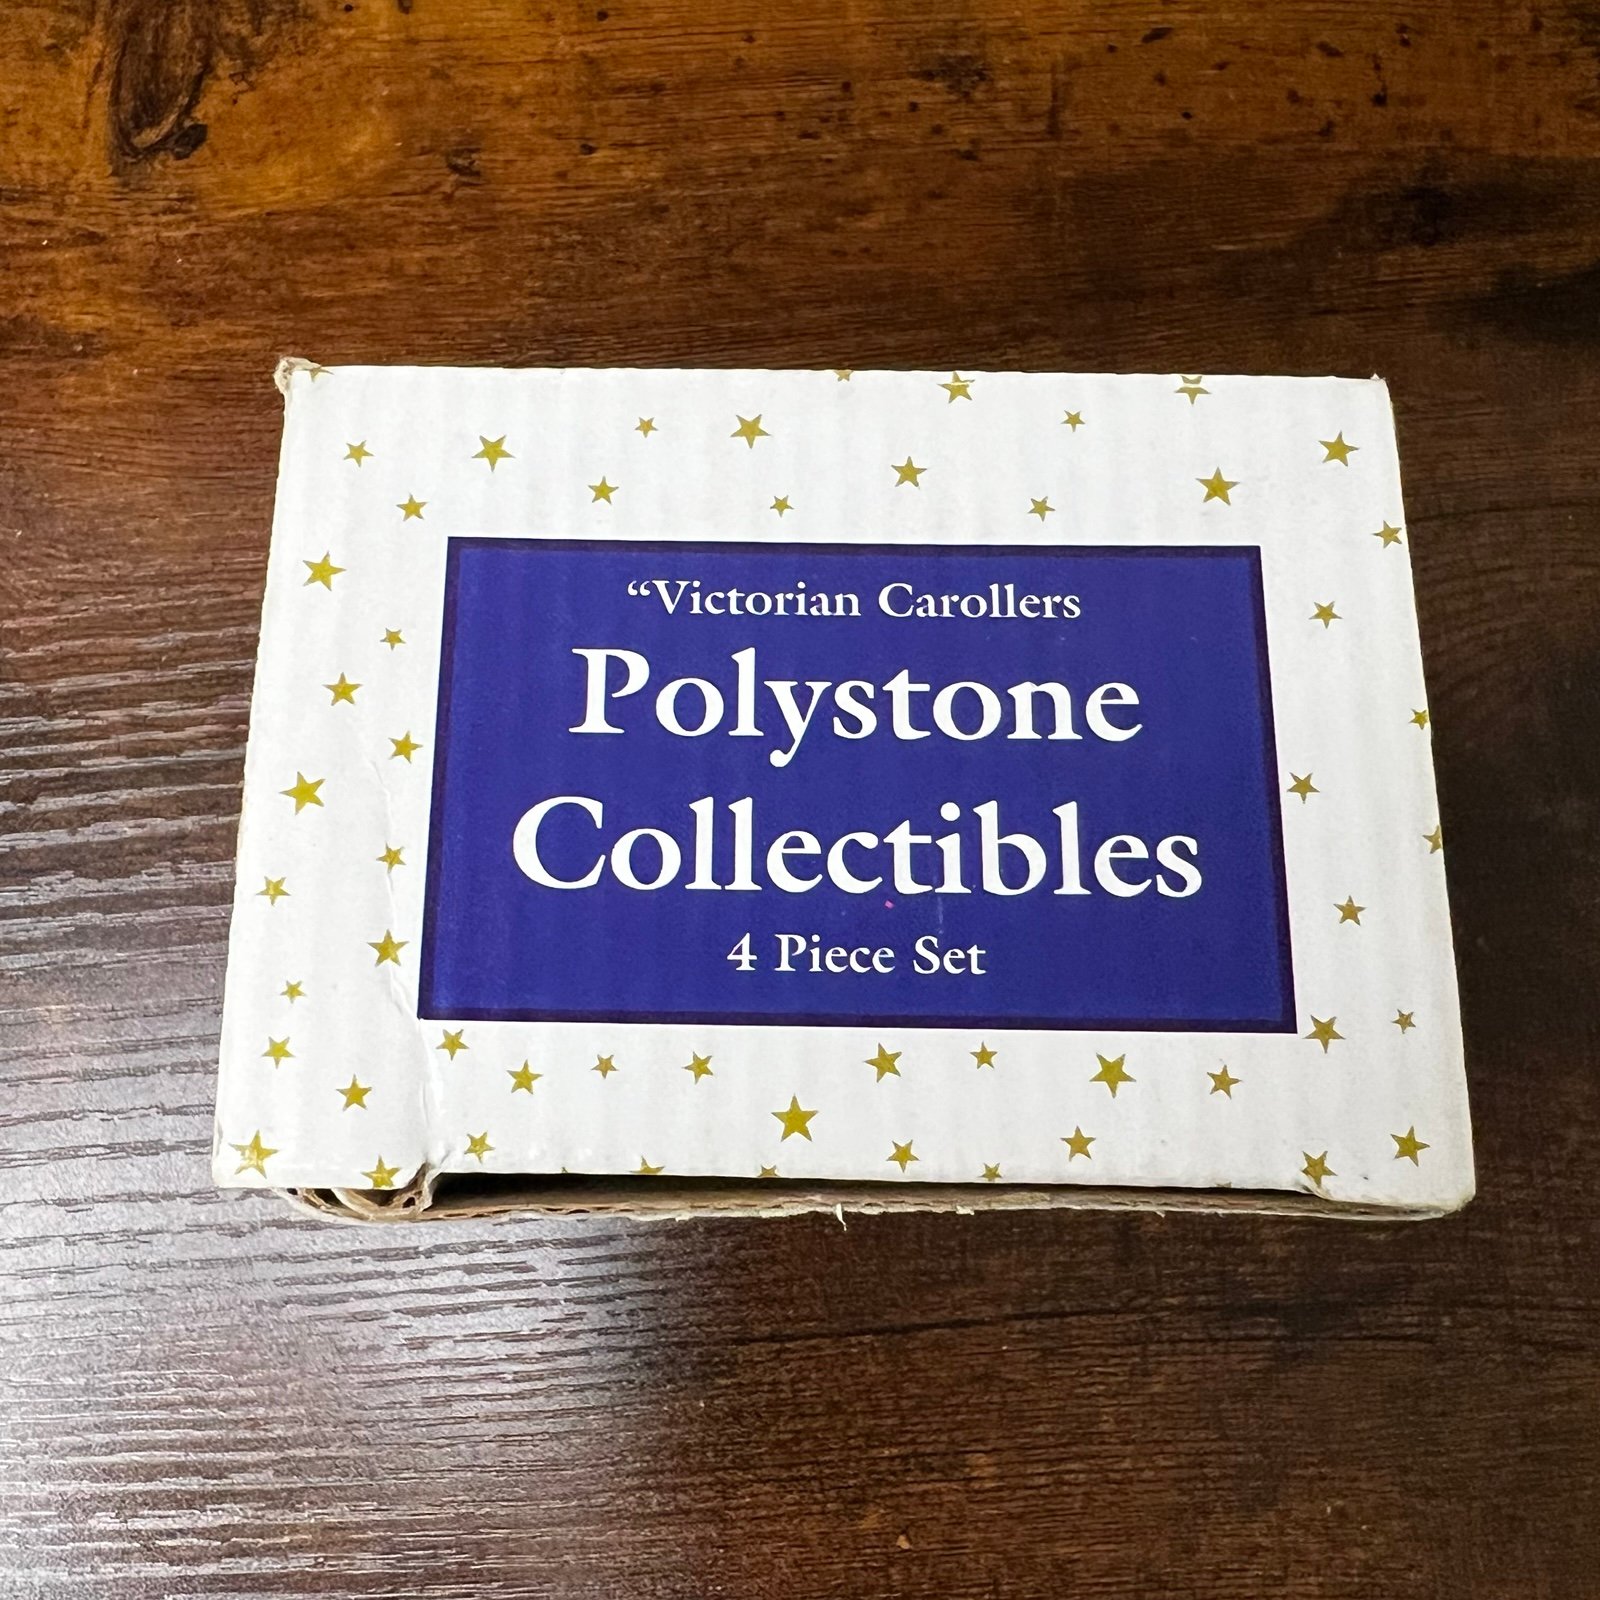 “Victorian Carollers
Polystone
Collectibles
4 Piece Set